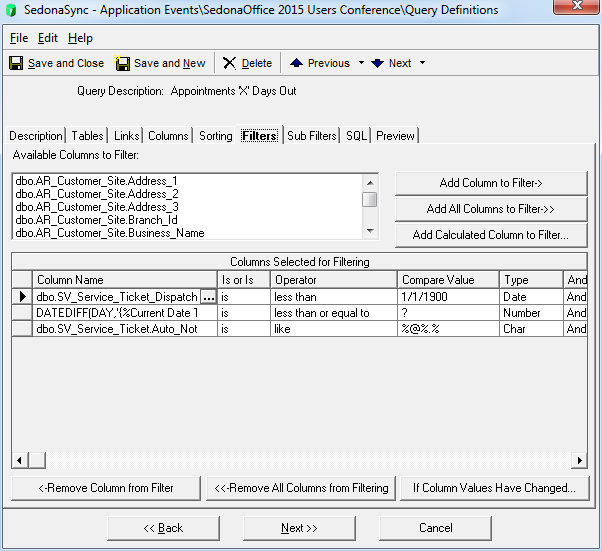 SedonaSync - Application Events\SedonaOffice 2015 Users Conference\Query Definitions
File Edit Help
Save and Close Save and New Delete Previous Next
Query Description: Appointments 'X' Days Out
Description Tables Links Columns Sorting Filters Sub Filters SQL Preview
Available Columns to Filter:
dbo.AR_Customer_Site.Address_1
dbo.AR_Customer_Site.Address_2
dbo.AR_Customer_Site.Address_3
dbo.AR_Customer_Site.Branch_Id
dbo.AR_Customer_Site.Business_Name
Add Column to Filter->
Add All Columns to Filter->>
Add Calculated Column to Filter...
Columns Selected for Filtering
Column Name Is or Is Operator Compare Value Type And
dbo.SV_Service_Ticket_Dispatch ... is less than 1/1/1900 Date And
DATEDIFF(DAY,'{%Current Date T is less than or equal to ? Number And
dbo.SV_Service_Ticket.Auto_Not is like %@%.% Char And
<-Remove Column from Filter <<-Remove All Columns from Filtering If Column Values Have Changed...
<< Back Next >> Cancel